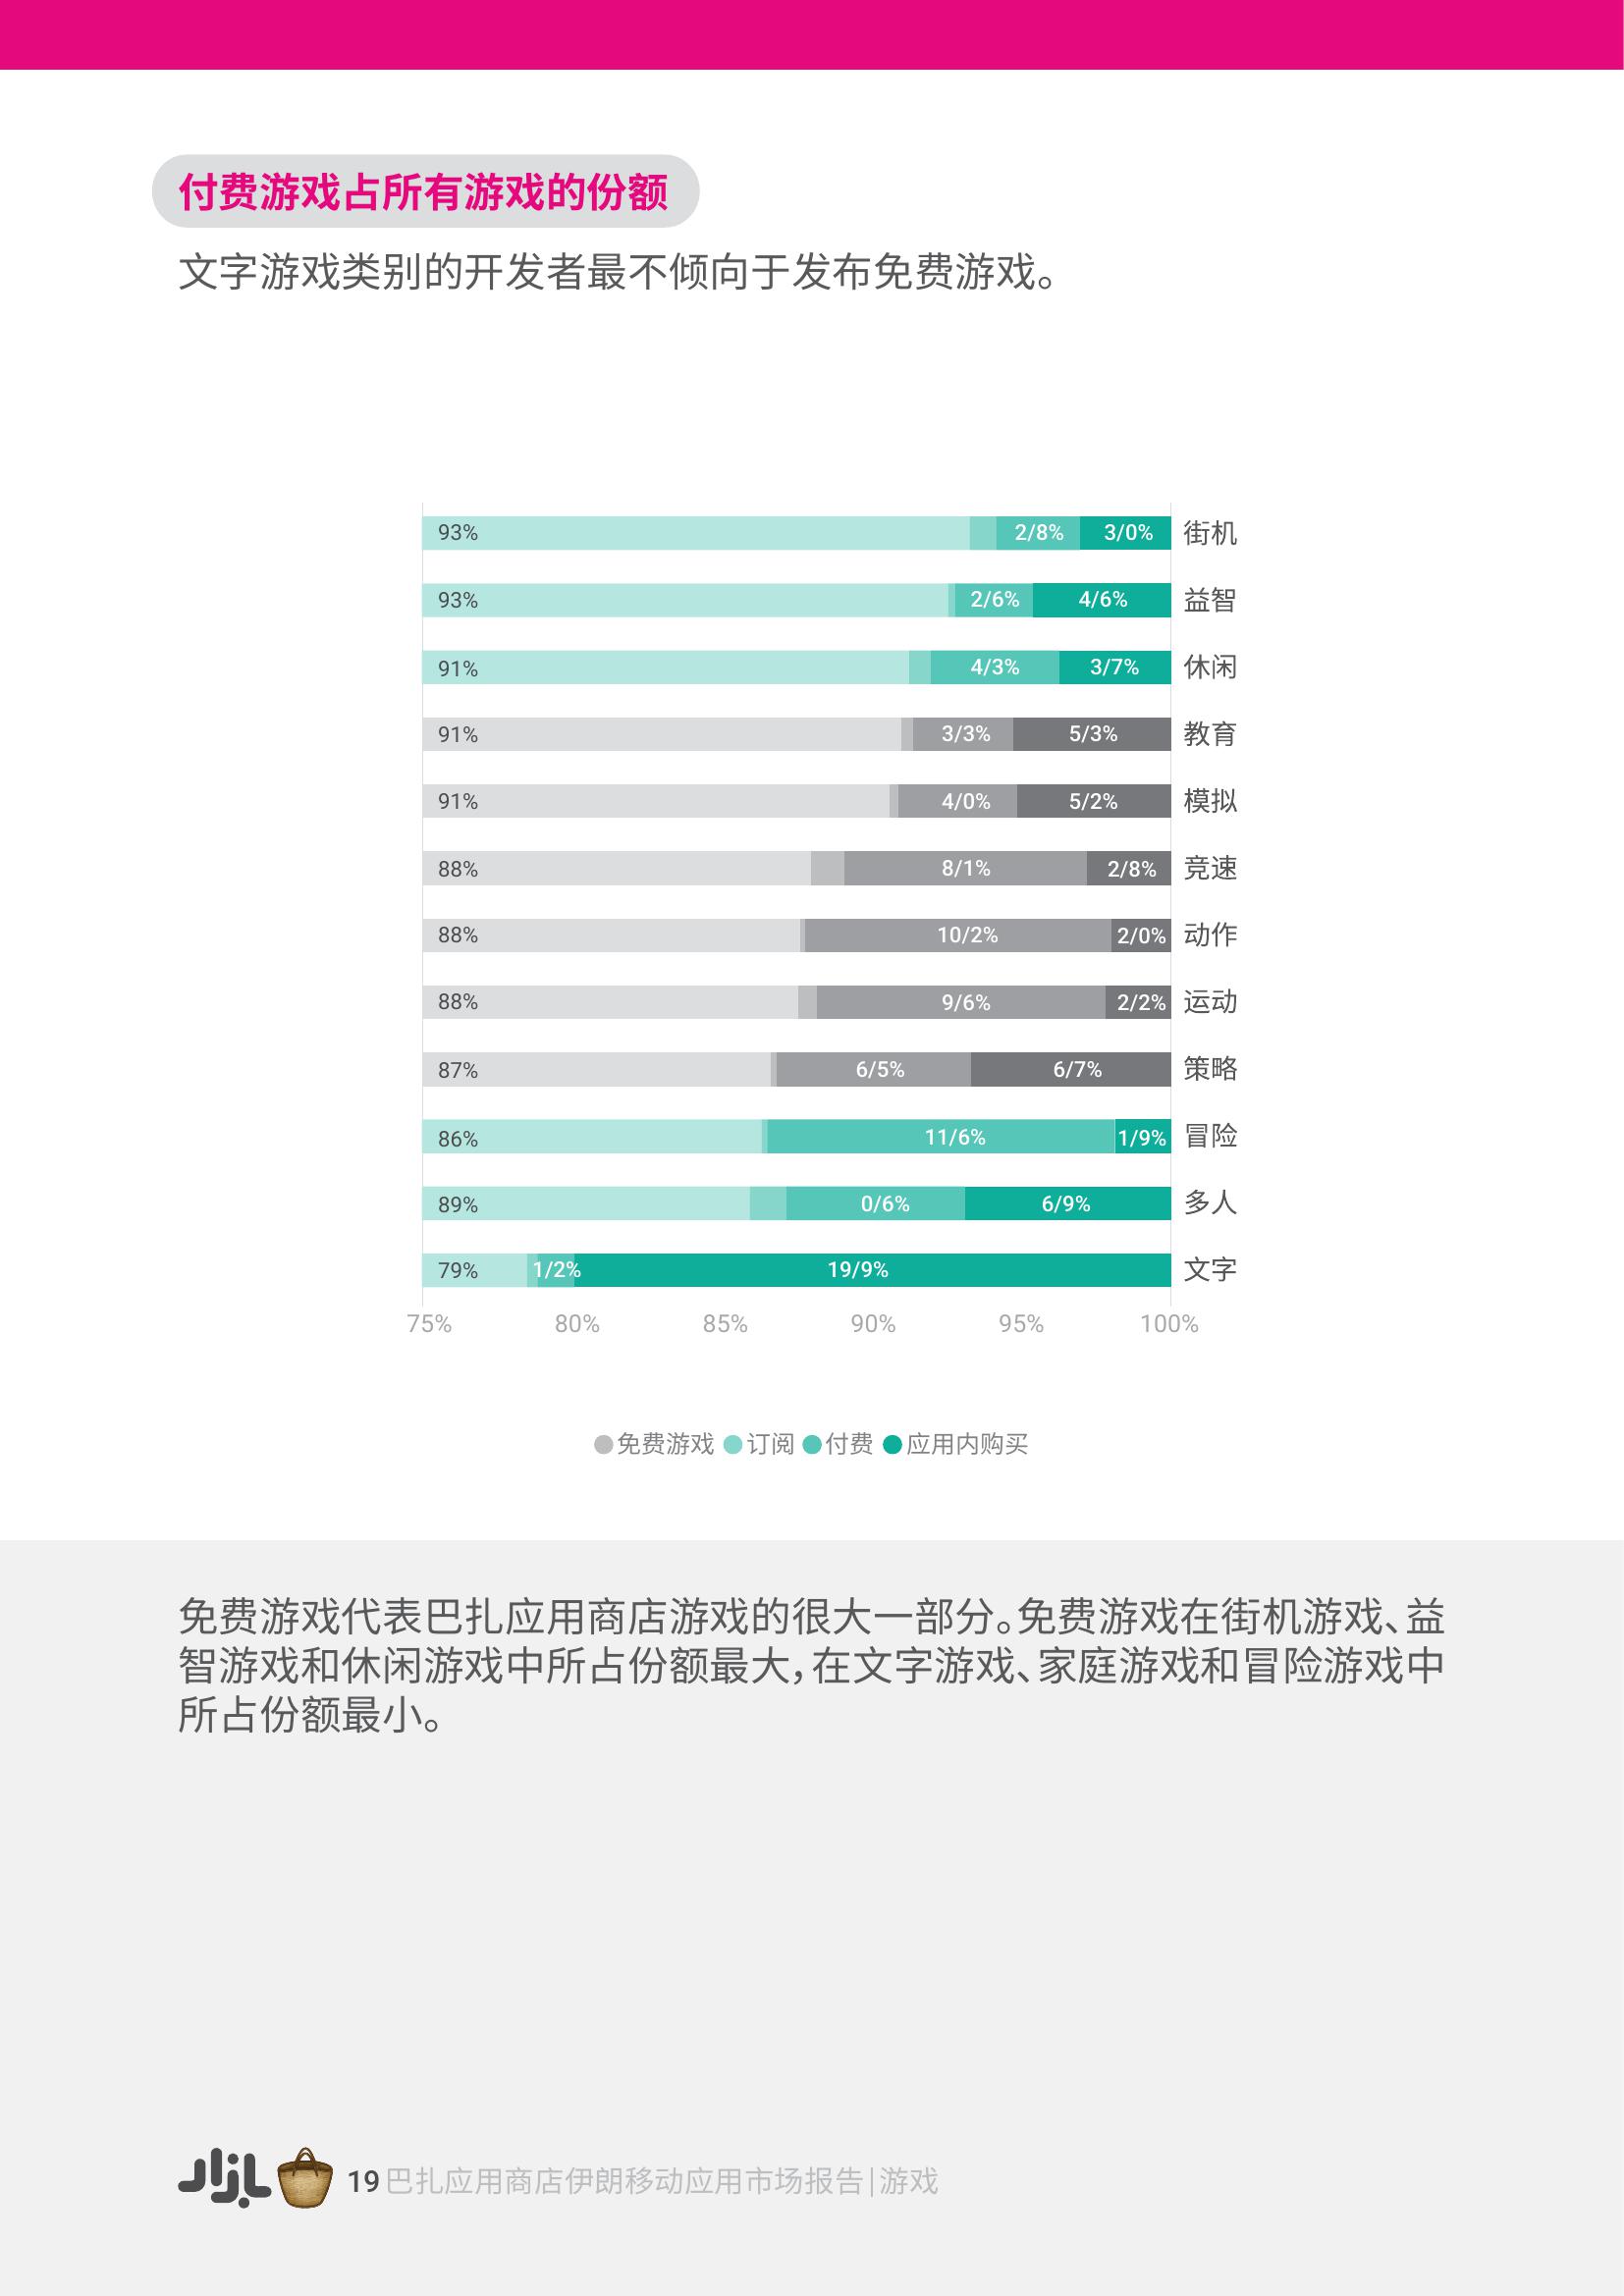 付费游戏占所有游戏的份额
文字游戏类别的开发者最不倾向于发布免费游戏。
93% 2/8% 3/0% 街机
93% 2/6% 4/6% 益智
91% 4/3% 3/7% 休闲
91% 3/3% 5/3% 教育
91% 4/0% 5/2% 模拟
88% 8/1% 2/8% 竞速
88% 10/2% 2/0% 动作
88% 9/6% 2/2% 运动
87% 6/5% 6/7% 策略
86% 11/6% 1/9% 冒险
89% 0/6% 6/9% 多人
79% 1/2% 19/9% 文字
75% 80% 85% 90% 95% 100%
免费游戏 订阅 付费 应用内购买
免费游戏代表巴扎应用商店游戏的很大一部分。免费游戏在街机游戏、益
智游戏和休闲游戏中所占份额最大，在文字游戏、家庭游戏和冒险游戏中
所占份额最小。
بازار 19 巴扎应用商店伊朗移动应用市场报告|游戏